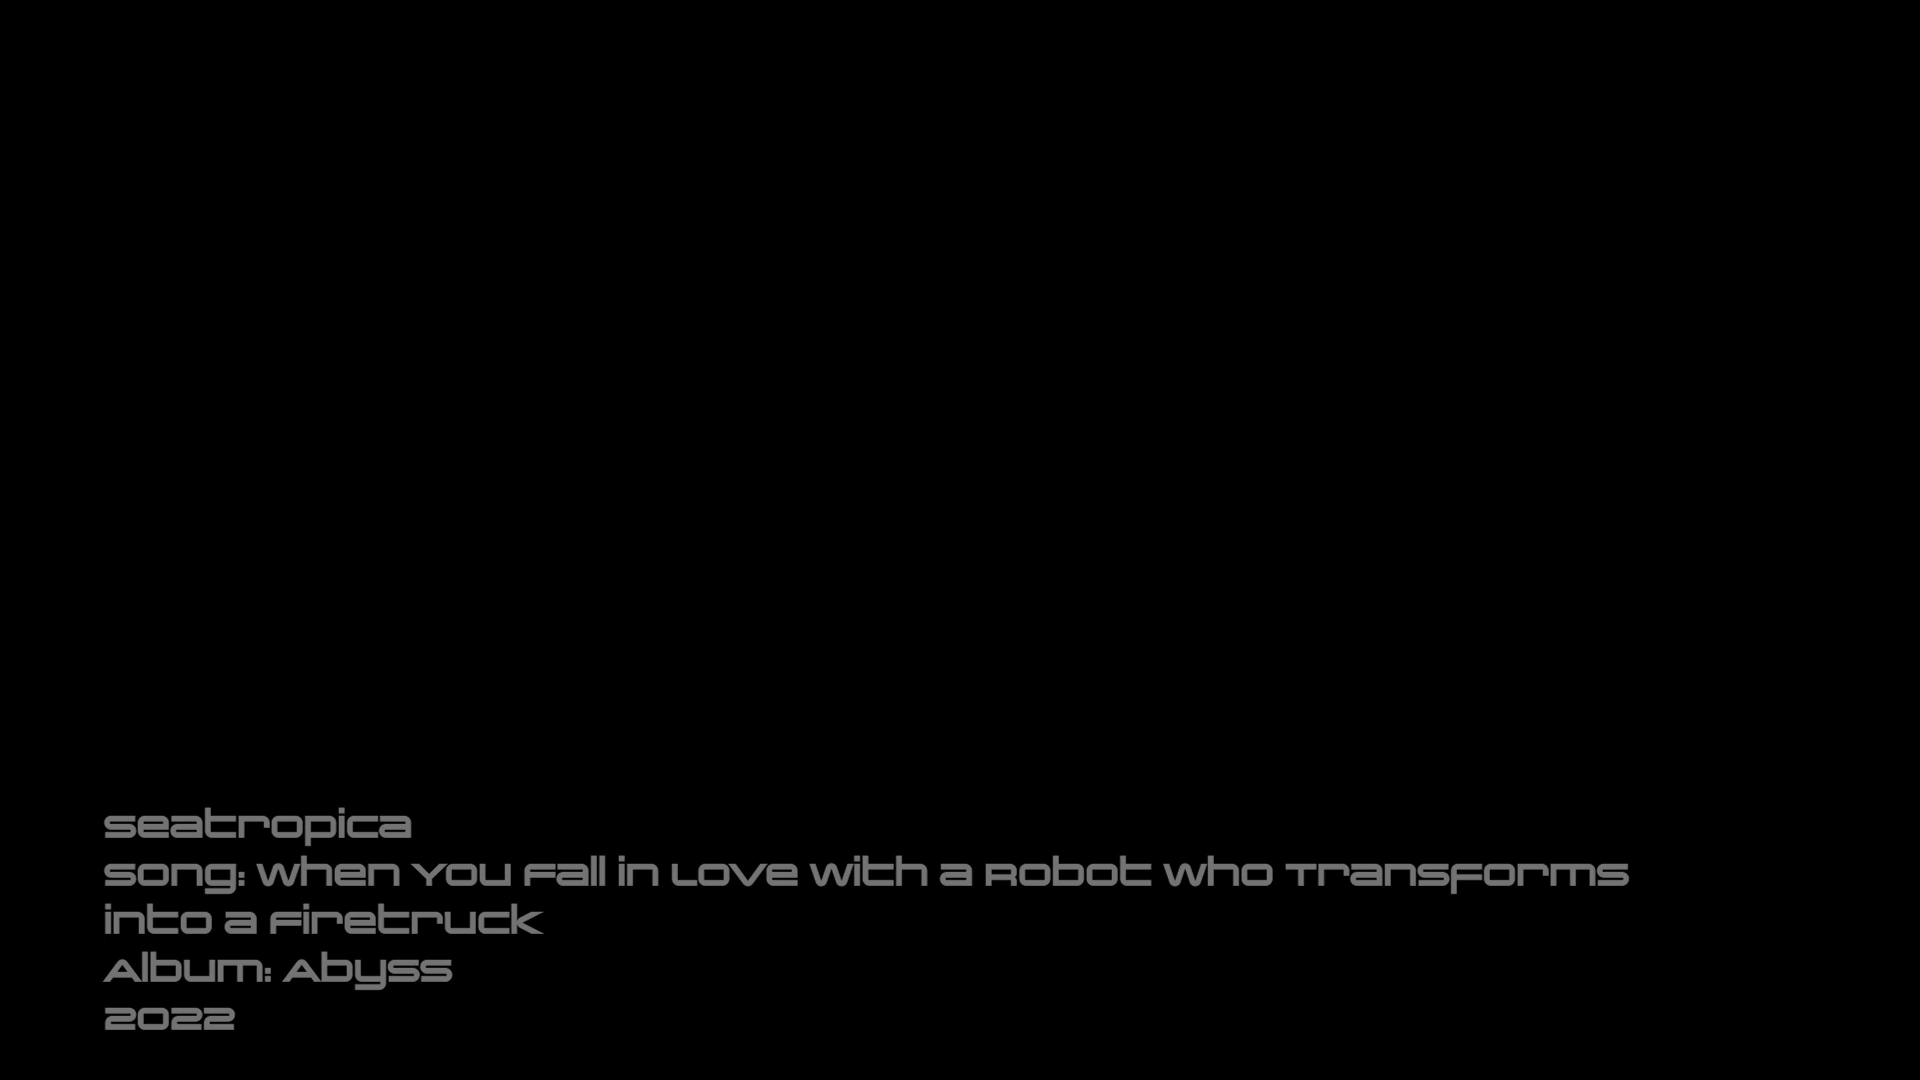 seatropica
song: When You Fall in Love with a Robot Who Transforms
into a Firetruck
Album: Abyss
2022